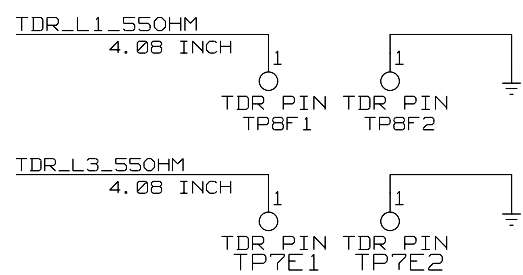 TDR_L1_55OHM
4.08 INCH
1 1
TDR PIN TDR PIN
TP8F1 TP8F2
TDR_L3_55OHM
4.08 INCH
1 1
TDR PIN TDR PIN
TP7E1 TP7E2